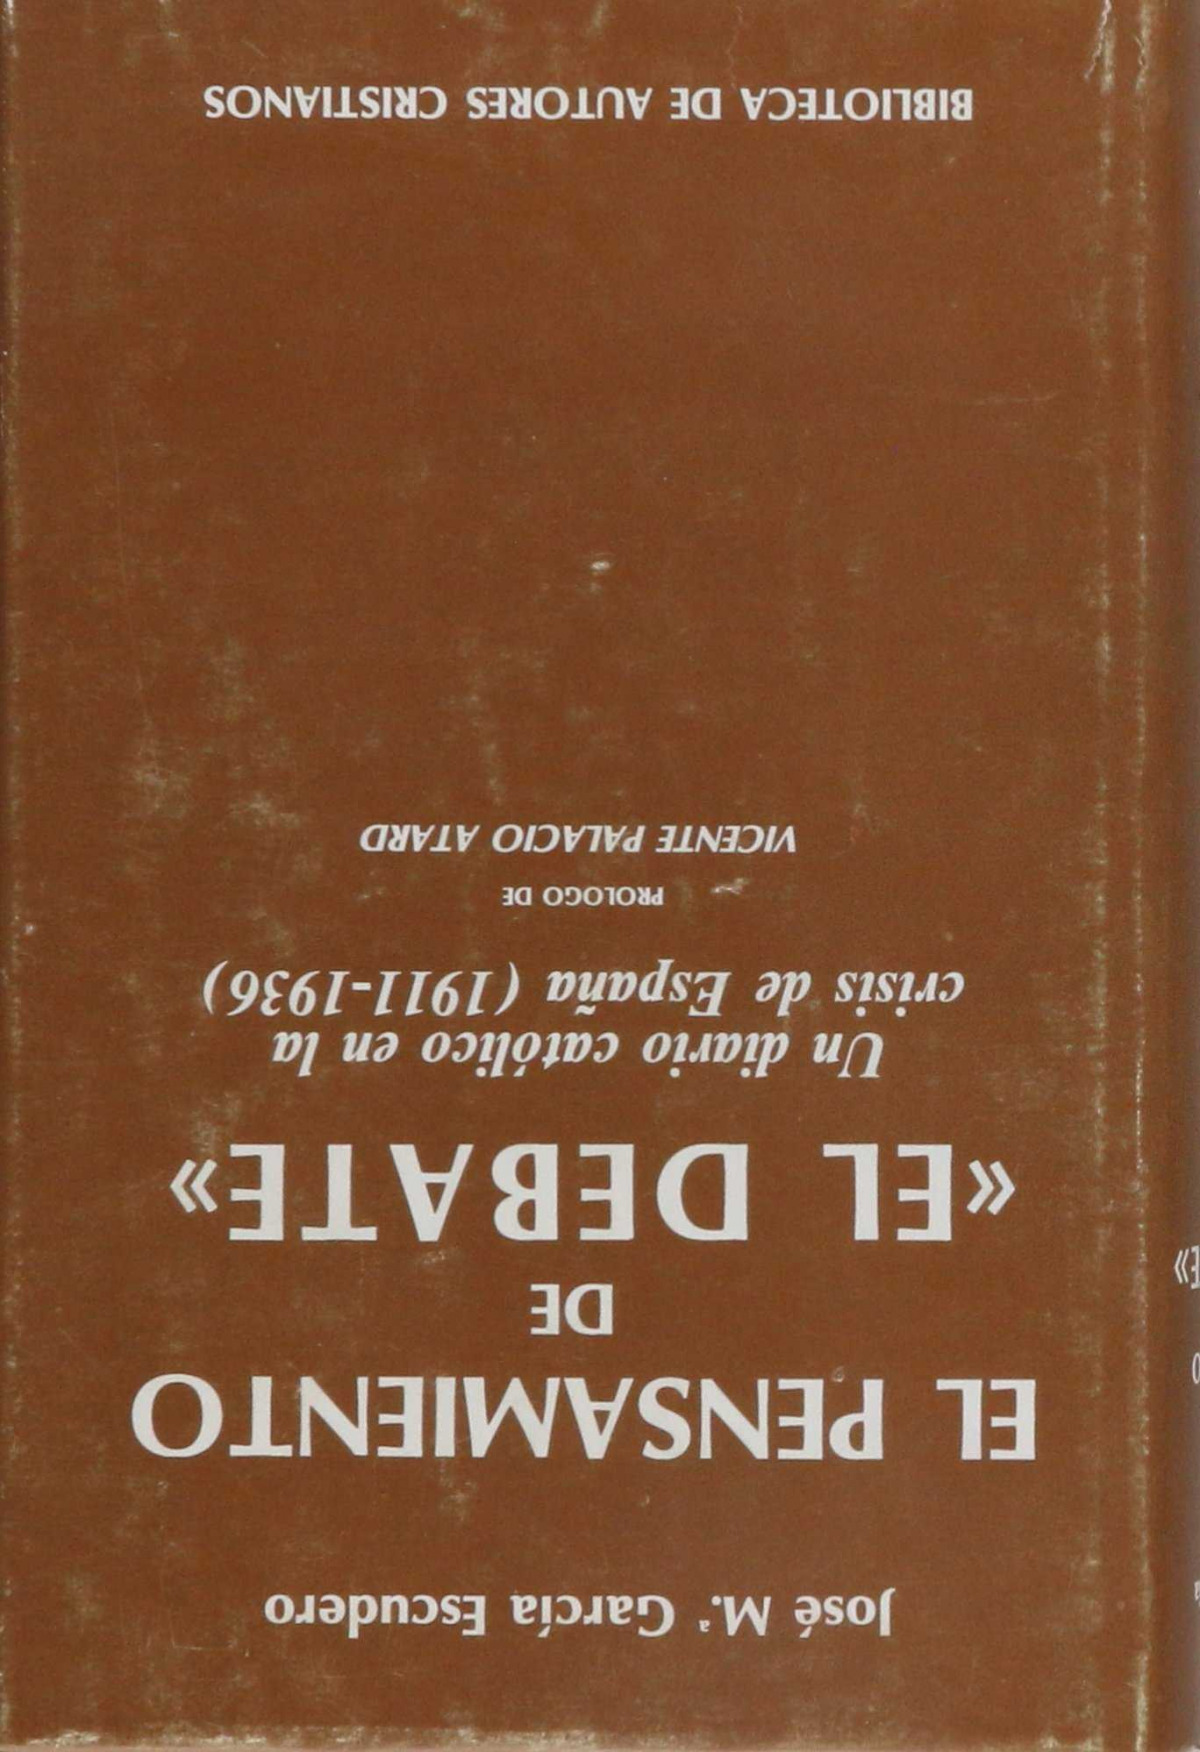 José M.ª García Escudero
EL PENSAMIENTO
DE
«EL DEBATE»
Un diario católico en la
crisis de España (1911-1936)
PROLOGO DE
VICENTE PALACIO ATARD
BIBLIOTECA DE AUTORES CRISTIANOS